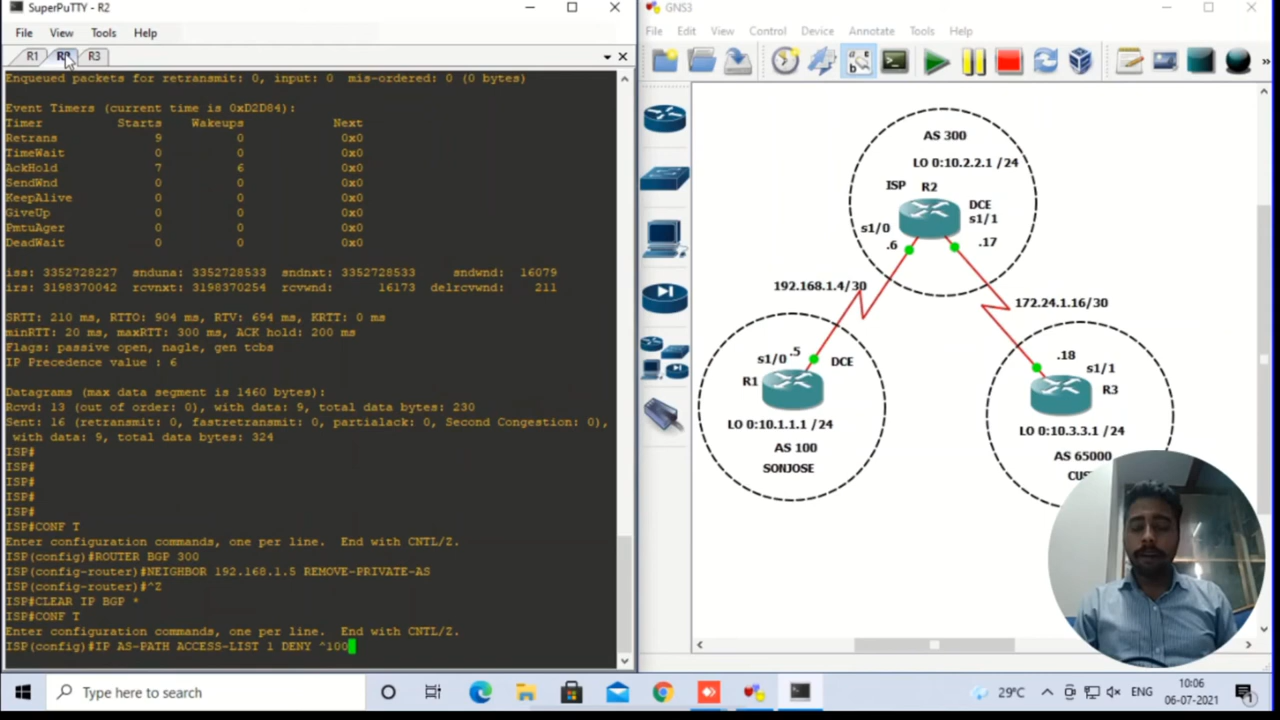 SuperPuTTY - R2
File View Tools Help
R1 R3
Enqueued packets for retransmit: 0, input: 0 mis-ordered: 0 (0 bytes)
Event Timers (current time is 0xD2D84):
Timer Starts Wakeups Next
Retrans 9 0 0x0
TimeWait 0 0 0x0
AckHold 7 6 0x0
SendWnd 0 0 0x0
KeepAlive 0 0 0x0
GiveUp 0 0 0x0
PmtuAger 0 0 0x0
DeadWait 0 0 0x0
iss: 3352728227 snduna: 3352728533 sndnxt: 3352728533 sndwnd: 16079
irs: 3198370042 rcvnxt: 3198370254 rcvwnd: 16173 delrcvwnd: 211
SRTT: 210 ms, RTTO: 904 ms, RTV: 694 ms, KRTT: 0 ms
minRTT: 20 ms, maxRTT: 300 ms, ACK hold: 200 ms
Flags: passive open, nagle, gen tcbs
IP Precedence value : 6
Datagrams (max data segment is 1460 bytes):
Rcvd: 13 (out of order: 0), with data: 9, total data bytes: 230
Sent: 16 (retransmit: 0, fastretransmit: 0, partialack: 0, Second Congestion: 0),
with data: 9, total data bytes: 324
ISP#
ISP#
ISP#
ISP#
ISP#
ISP#CONF T
Enter configuration commands, one per line. End with CNTL/Z.
ISP(config)#ROUTER BGP 300
ISP(config-router)#NEIGHBOR 192.168.1.5 REMOVE-PRIVATE-AS
ISP(config-router)#^Z
ISP#CLEAR IP BGP *
ISP#CONF T
Enter configuration commands, one per line. End with CNTL/Z.
ISP(config)#IP AS-PATH ACCESS-LIST 1 DENY ^100
GNS3
File Edit View Control Device Annotate Tools Help
AS 300
LO 0:10.2.2.1 /24
ISP R2
DCE
s1/1
s1/0
.6
.17
192.168.1.4/30
172.24.1.16/30
.5
s1/0
DCE
R1
LO 0:10.1.1.1 /24
AS 100
SONJOSE
.18
s1/1
R3
LO 0:10.3.3.1 /24
AS 65000
Type here to search
29°C
ENG
10:06
06-07-2021